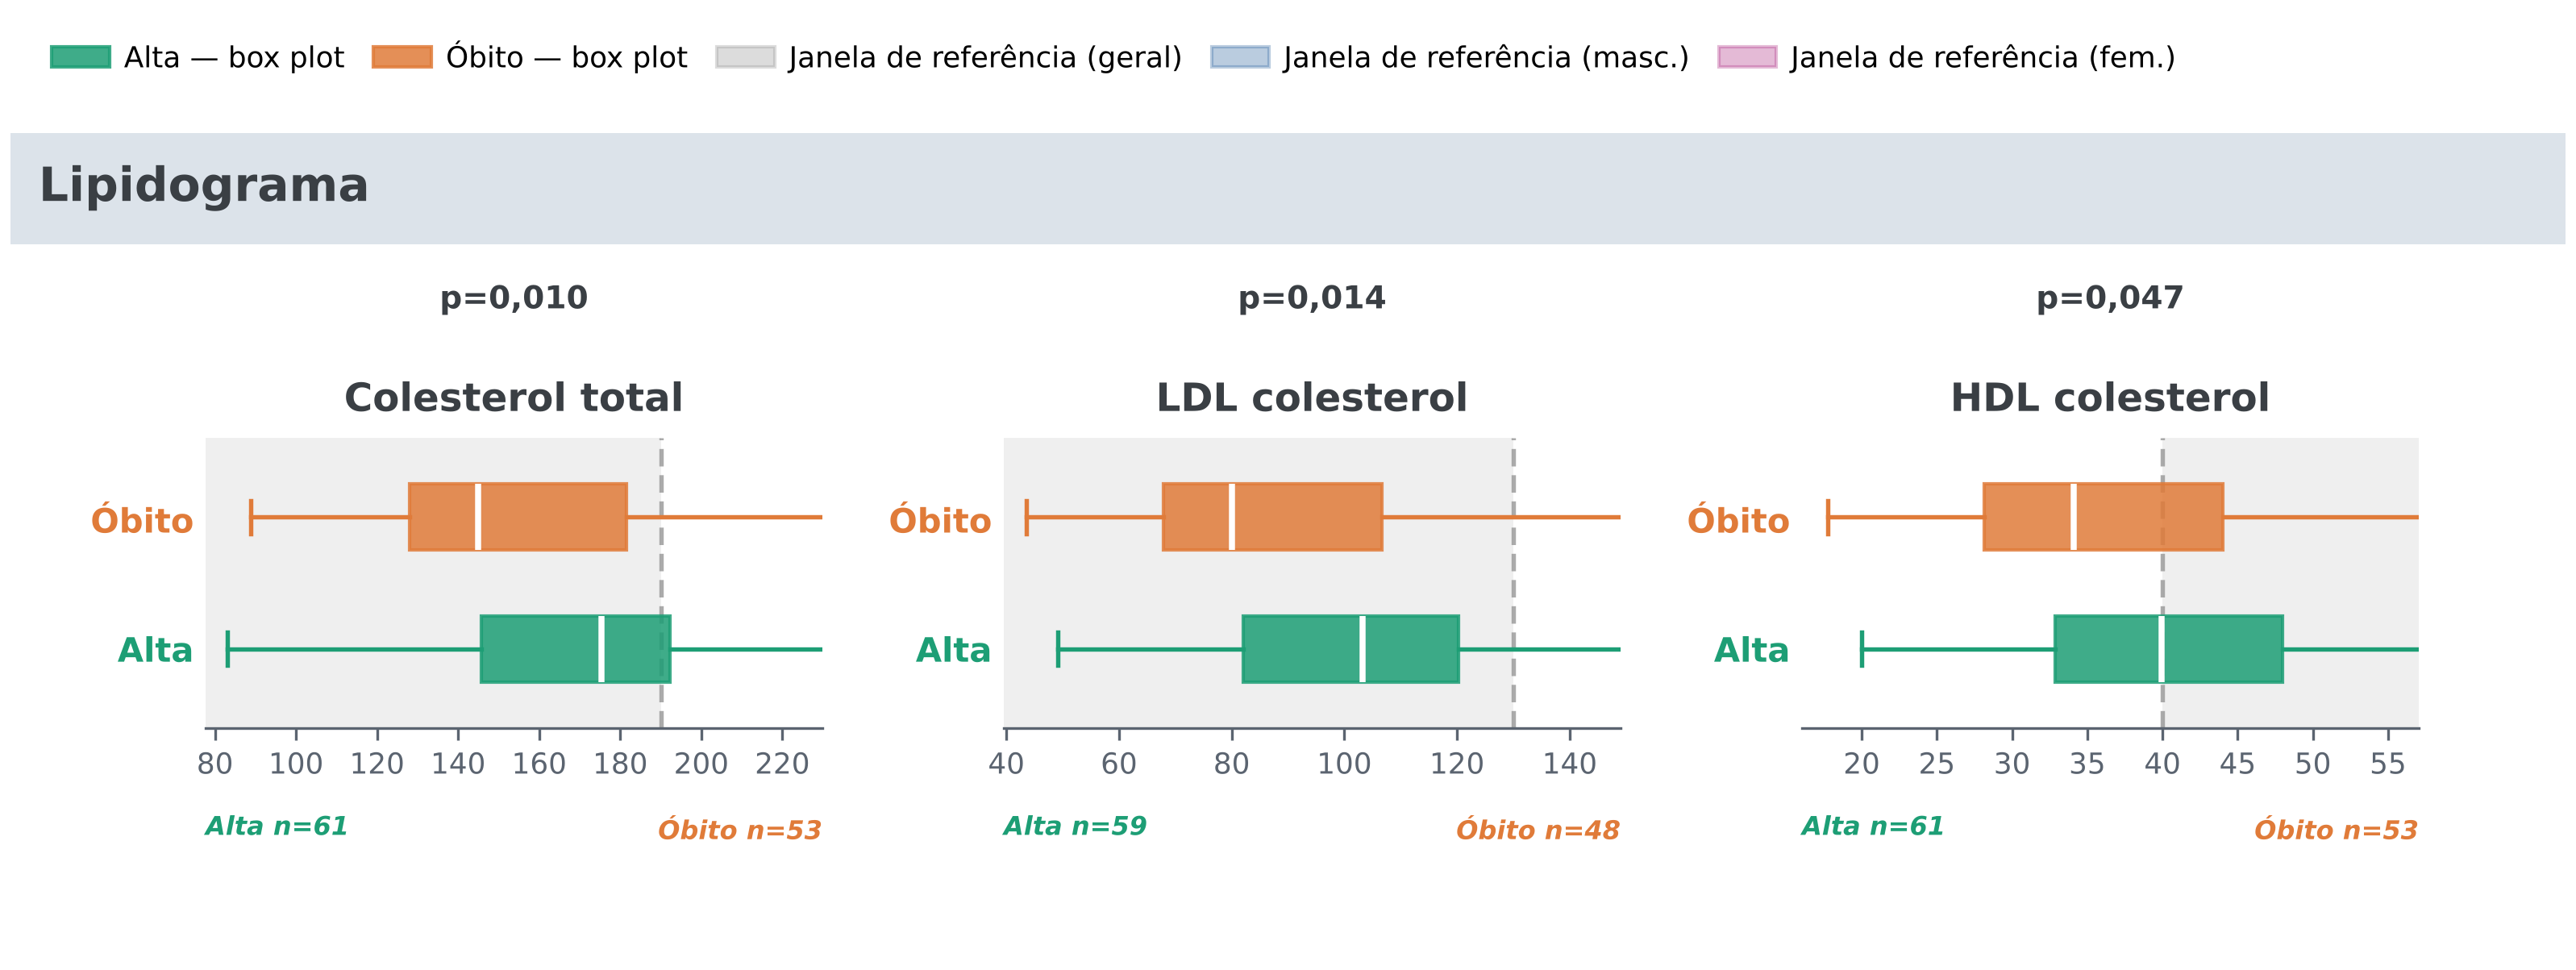 Alta — box plot Óbito — box plot Janela de referência (geral) Janela de referência (masc.) Janela de referência (fem.)
Lipidograma
p=0,010
Colesterol total
Óbito
Alta
80 100 120 140 160 180 200 220
Alta n=61 Óbito n=53
p=0,014
LDL colesterol
Óbito
Alta
40 60 80 100 120 140
Alta n=59 Óbito n=48
p=0,047
HDL colesterol
Óbito
Alta
20 25 30 35 40 45 50 55
Alta n=61 Óbito n=53